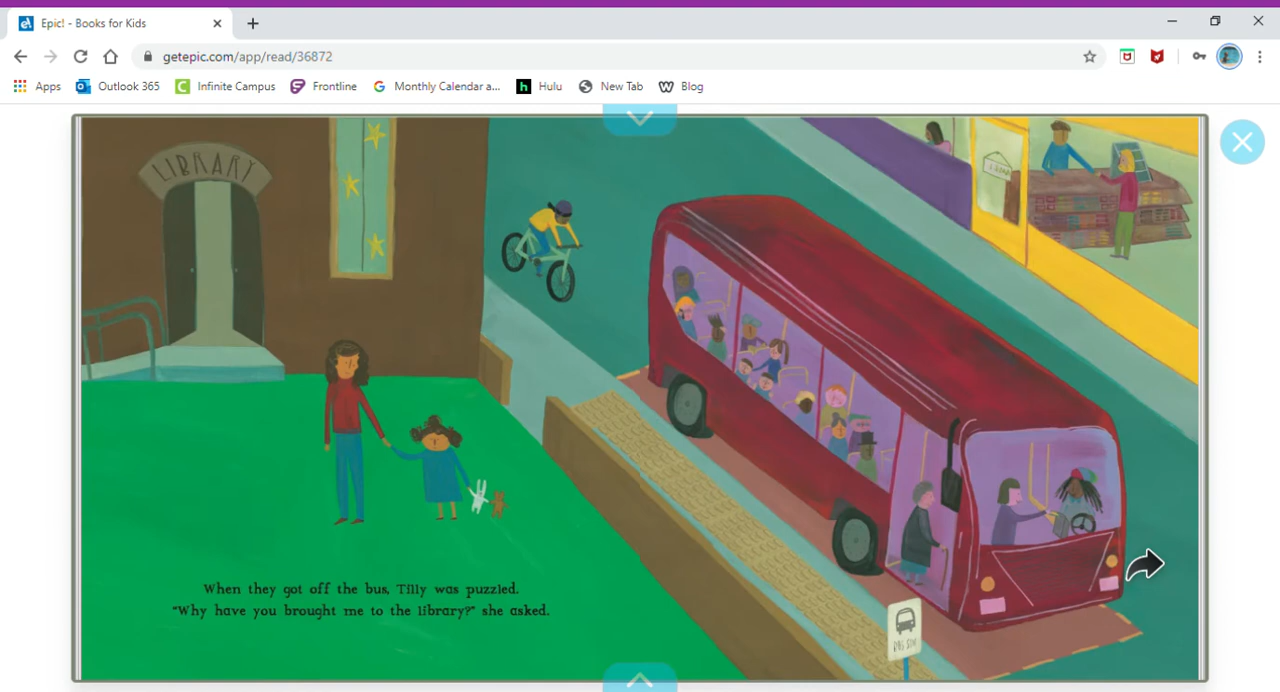 Epic! - Books for Kids
getepic.com/app/read/36872
Apps
Outlook 365
Infinite Campus
Frontline
Monthly Calendar a...
Hulu
New Tab
Blog
LIBRARY
When they got off the bus, Tilly was puzzled.
"Why have you brought me to the library?" she asked.